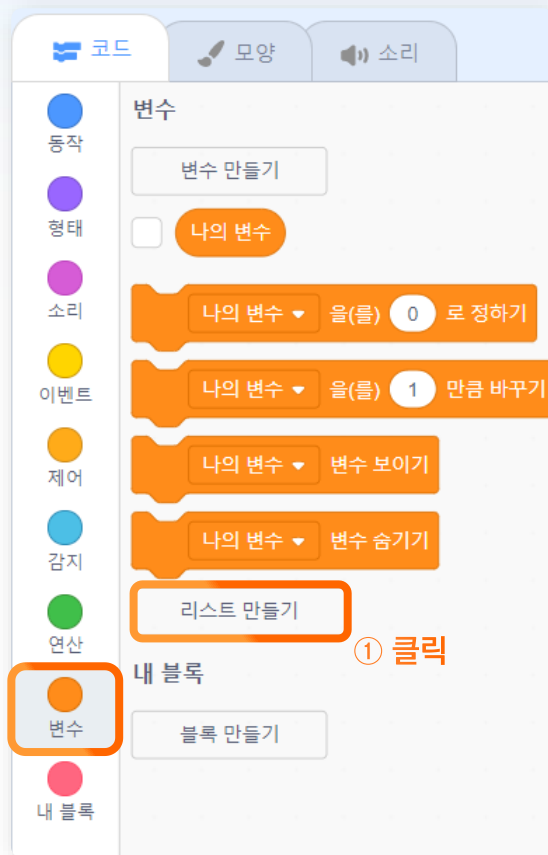 코드
모양
소리
동작
형태
소리
이벤트
제어
감지
연산
변수
내 블록
변수
변수 만들기
나의 변수
나의 변수 을(를) 0 로 정하기
나의 변수 을(를) 1 만큼 바꾸기
나의 변수 변수 보이기
나의 변수 변수 숨기기
리스트 만들기
① 클릭
내 블록
블록 만들기